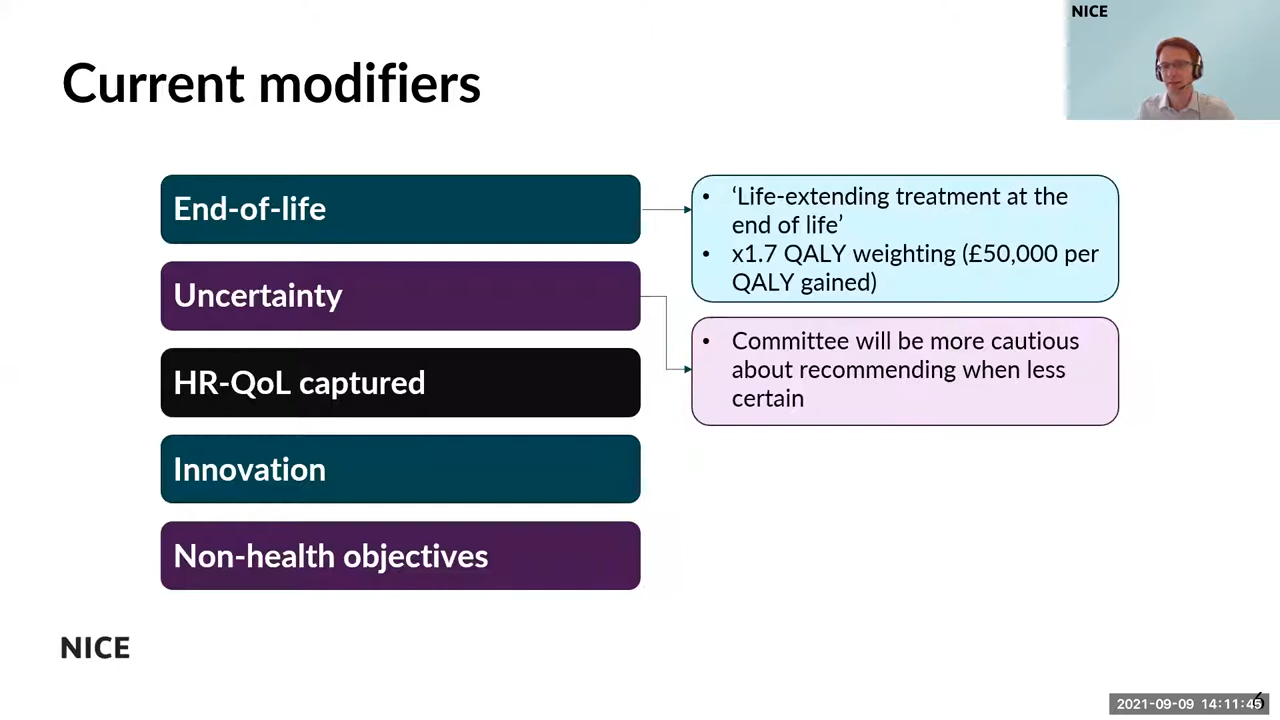 NICE
Current modifiers
End-of-life
• ‘Life-extending treatment at the
end of life’
• x1.7 QALY weighting (£50,000 per
QALY gained)
Uncertainty
• Committee will be more cautious
about recommending when less
certain
HR-QoL captured
Innovation
Non-health objectives
NICE
6
2021-09-09 14:11:45